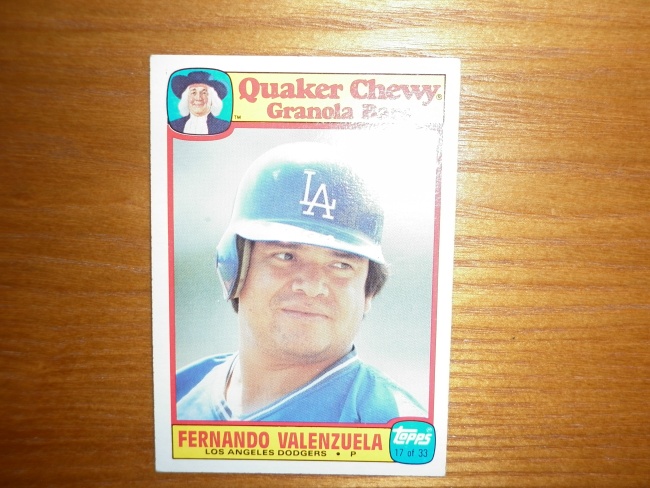 Quaker Chewy®
Granola Bars
™
LA
FERNANDO VALENZUELA
LOS ANGELES DODGERS • P
topps®
17 of 33